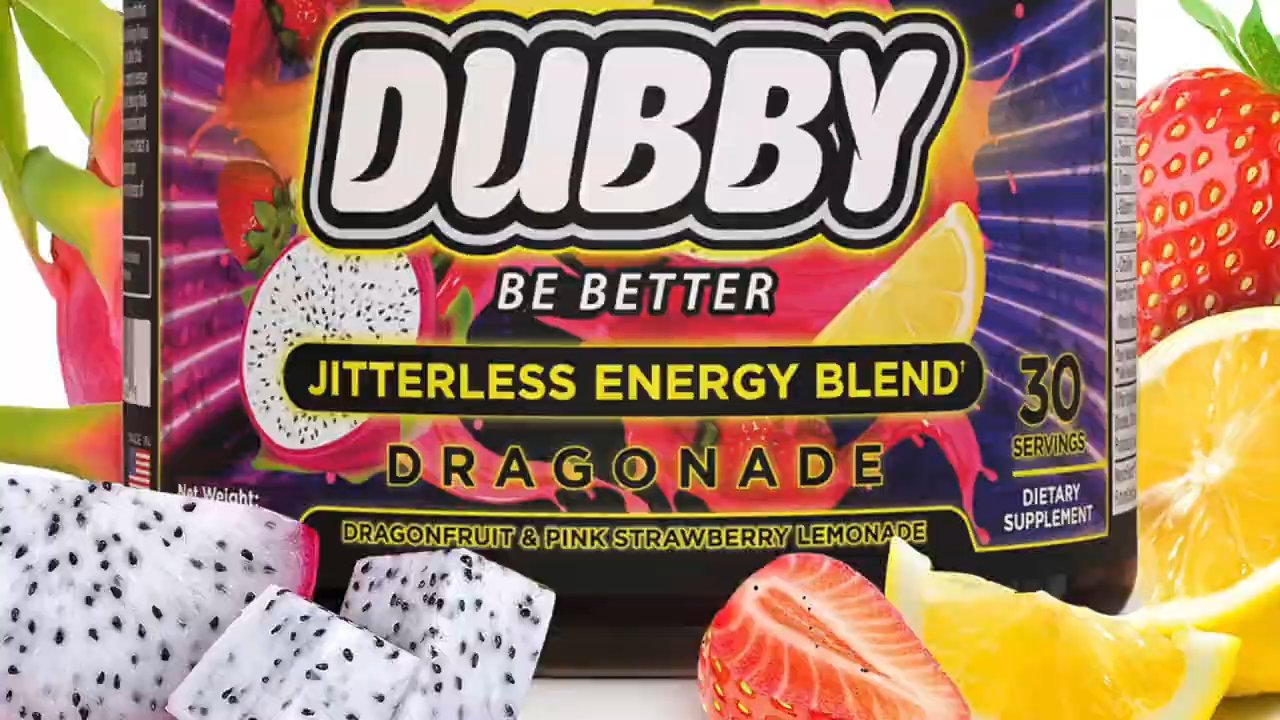 DUBBY
BE BETTER
JITTERLESS ENERGY BLEND†
DRAGONADE
30
SERVINGS
DIETARY
SUPPLEMENT
Net Weight:
DRAGONFRUIT & PINK STRAWBERRY LEMONADE